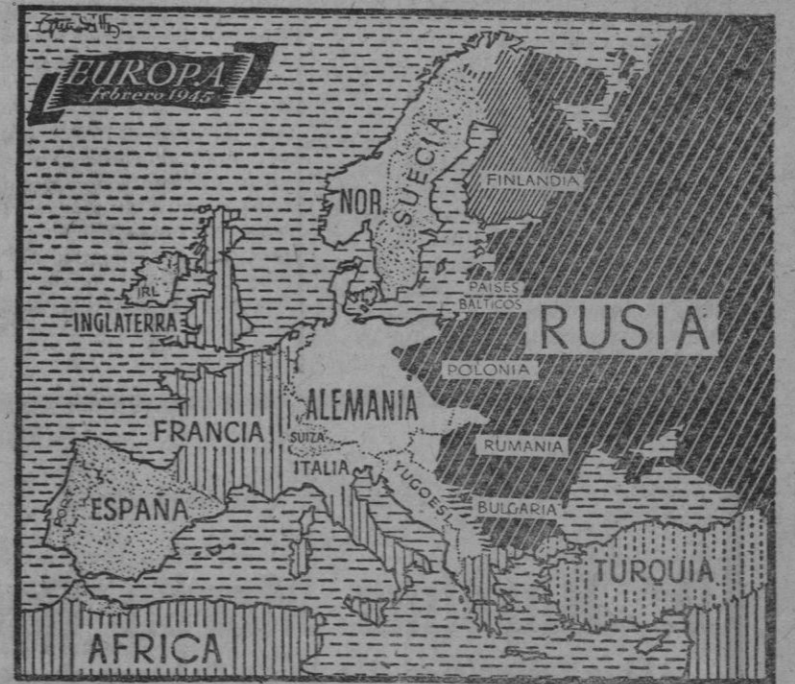 EUROPA
febrero 1945
NOR.
SUECIA
FINLANDIA
IRL.
INGLATERRA
PAISES
BALTICOS
RUSIA
POLONIA
ALEMANIA
FRANCIA
SUIZA
ITALIA
RUMANIA
YUGOESL
PORT.
ESPAÑA
BULGARIA
TURQUIA
AFRICA